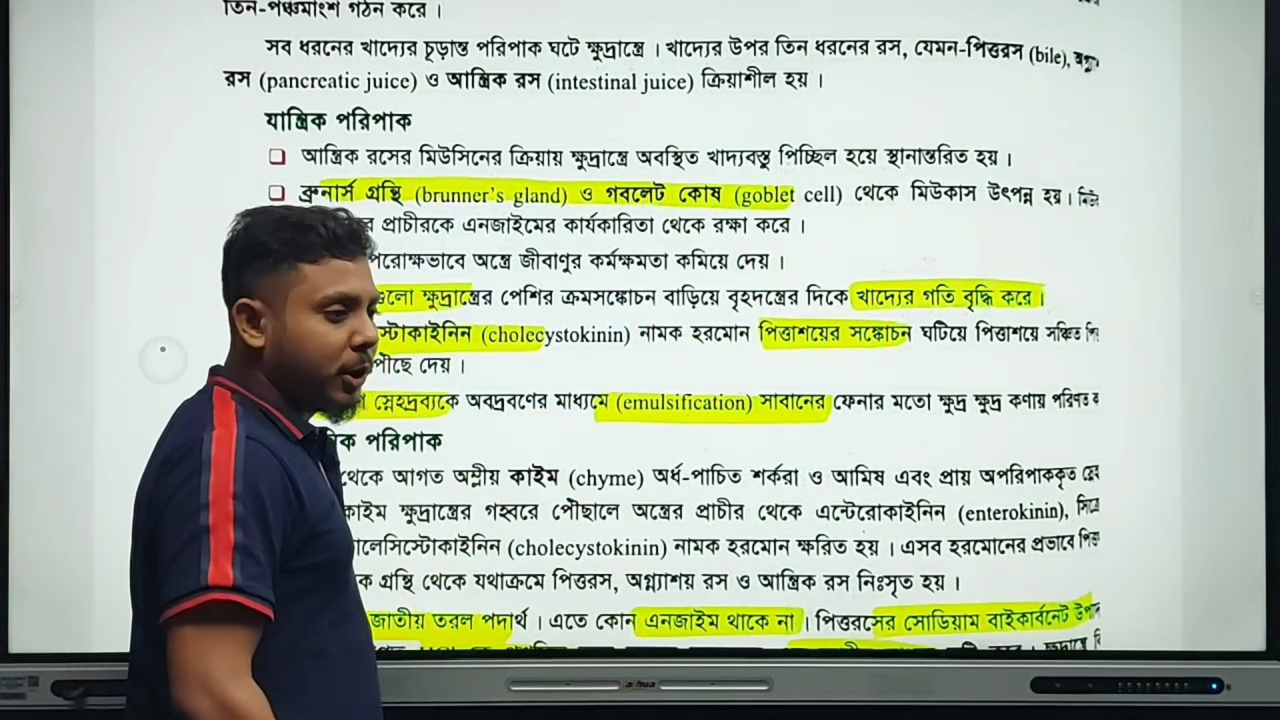 তিন-পঞ্চমাংশ গঠন করে ।
সব ধরনের খাদ্যের চূড়ান্ত পরিপাক ঘটে ক্ষুদ্রান্ত্রে । খাদ্যের উপর তিন ধরনের রস, যেমন-পিত্তরস (bile),
রস (pancreatic juice) ও আন্ত্রিক রস (intestinal juice) ক্রিয়াশীল হয় ।
যান্ত্রিক পরিপাক
আন্ত্রিক রসের মিউসিনের ক্রিয়ায় ক্ষুদ্রান্ত্রে অবস্থিত খাদ্যবস্তু পিচ্ছিল হয়ে স্থানান্তরিত হয় ।
ব্রুনার্স গ্রন্থি (brunner's gland) ও গবলেট কোষ (goblet cell) থেকে মিউকাস উৎপন্ন হয় ।
প্রাচীরকে এনজাইমের কার্যকারিতা থেকে রক্ষা করে ।
পরোক্ষভাবে অন্ত্রে জীবাণুর কর্মক্ষমতা কমিয়ে দেয় ।
ক্ষুদ্রান্ত্রের পেশির ক্রমসঙ্কোচন বাড়িয়ে বৃহদন্ত্রের দিকে খাদ্যের গতি বৃদ্ধি করে ।
স্টোকাইনিন (cholecystokinin) নামক হরমোন পিত্তাশয়ের সঙ্কোচন ঘটিয়ে পিত্তাশয়ে সঞ্চিত
পৌঁছে দেয় ।
স্নেহদ্রব্যকে অবদ্রবণের মাধ্যমে (emulsification) সাবানের ফেনার মতো ক্ষুদ্র ক্ষুদ্র কণায় পরিণত
পরিপাক
থেকে আগত অম্লীয় কাইম (chyme) অর্ধ-পাচিত শর্করা ও আমিষ এবং প্রায় অপরিপাককৃত
কাইম ক্ষুদ্রান্ত্রের গহ্বরে পৌঁছালে অন্ত্রের প্রাচীর থেকে এন্টেরোকাইনিন (enterokinin),
লেসিস্টোকাইনিন (cholecystokinin) নামক হরমোন ক্ষরিত হয় । এসব হরমোনের প্রভাবে
গ্রন্থি থেকে যথাক্রমে পিত্তরস, অগ্ন্যাশয় রস ও আন্ত্রিক রস নিঃসৃত হয় ।
জাতীয় তরল পদার্থ । এতে কোন এনজাইম থাকে না । পিত্তরসের সোডিয়াম বাইকার্বনেট
alhua